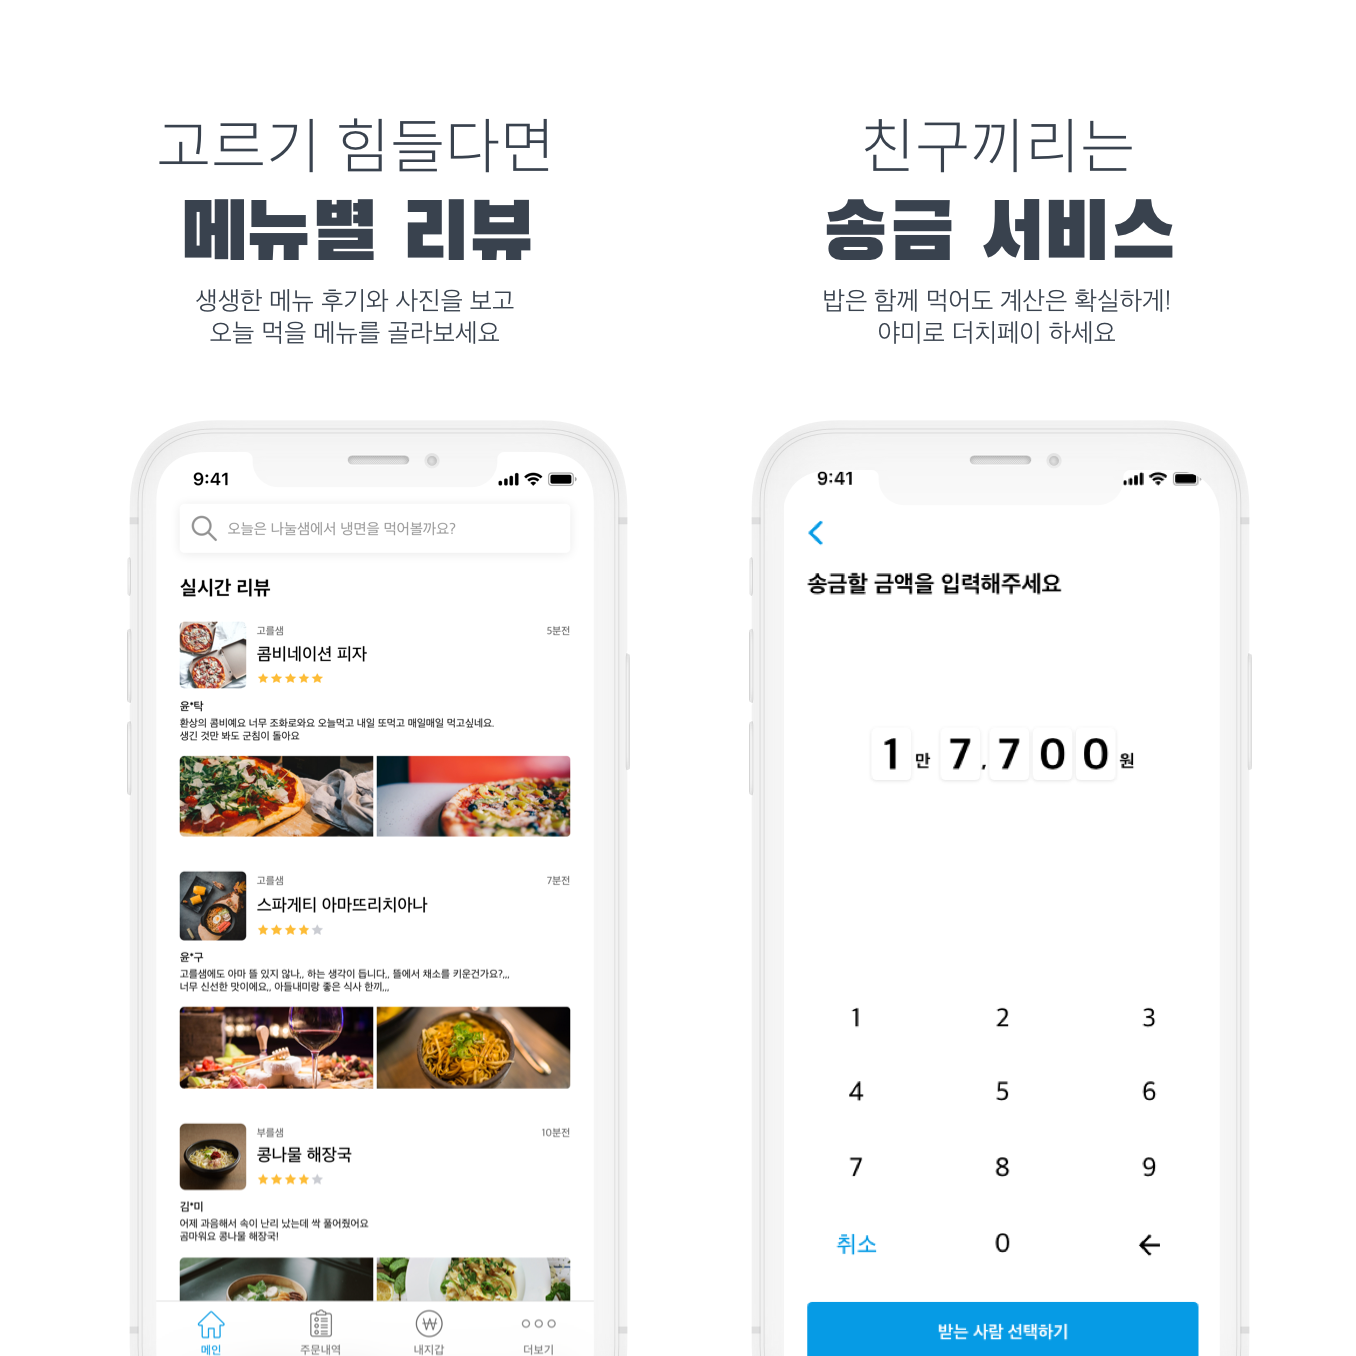 고르기 힘들다면
메뉴별 리뷰
생생한 메뉴 후기와 사진을 보고
오늘 먹을 메뉴를 골라보세요
9:41
오늘은 나눌샘에서 냉면을 먹어볼까요?
실시간 리뷰
고를샘
5분전
콤비네이션 피자
윤*탁
환상의 콤비예요 너무 조화로와요 오늘먹고 내일 또먹고 매일매일 먹고싶네요.
생긴 것만 봐도 군침이 돌아요
고를샘
7분전
스파게티 아마뜨리치아나
윤*구
고를샘에도 아마 뜰 있지 않나,, 하는 생각이 듭니다,, 뜰에서 채소를 키운건가요?,,,
너무 신선한 맛이에요,, 아들내미랑 좋은 식사 한끼,,,
부를샘
10분전
콩나물 해장국
김*미
어제 과음해서 속이 난리 났는데 싹 풀어줬어요
곰마워요 콩나물 해장국!
메인
주문내역
내지갑
더보기
친구끼리는
송금 서비스
밥은 함께 먹어도 계산은 확실하게!
야미로 더치페이 하세요
9:41
송금할 금액을 입력해주세요
1만 7,700원
1 2 3
4 5 6
7 8 9
취소 0
받는 사람 선택하기